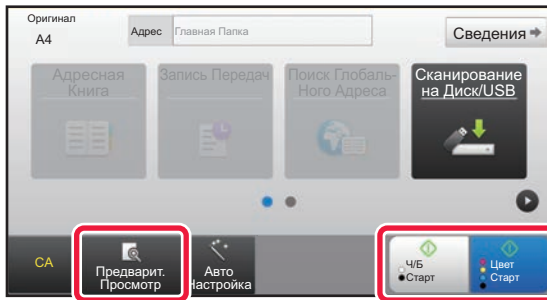 Оригинал
A4
Адрес
Главная Папка
Сведения
Адресная
Книга
Запись Передач
Поиск Глобаль-
Ного Адреса
Сканирование
на Диск/USB
CA
Предварит.
Просмотр
Авто
Настройка
Ч/Б
Старт
Цвет
Старт